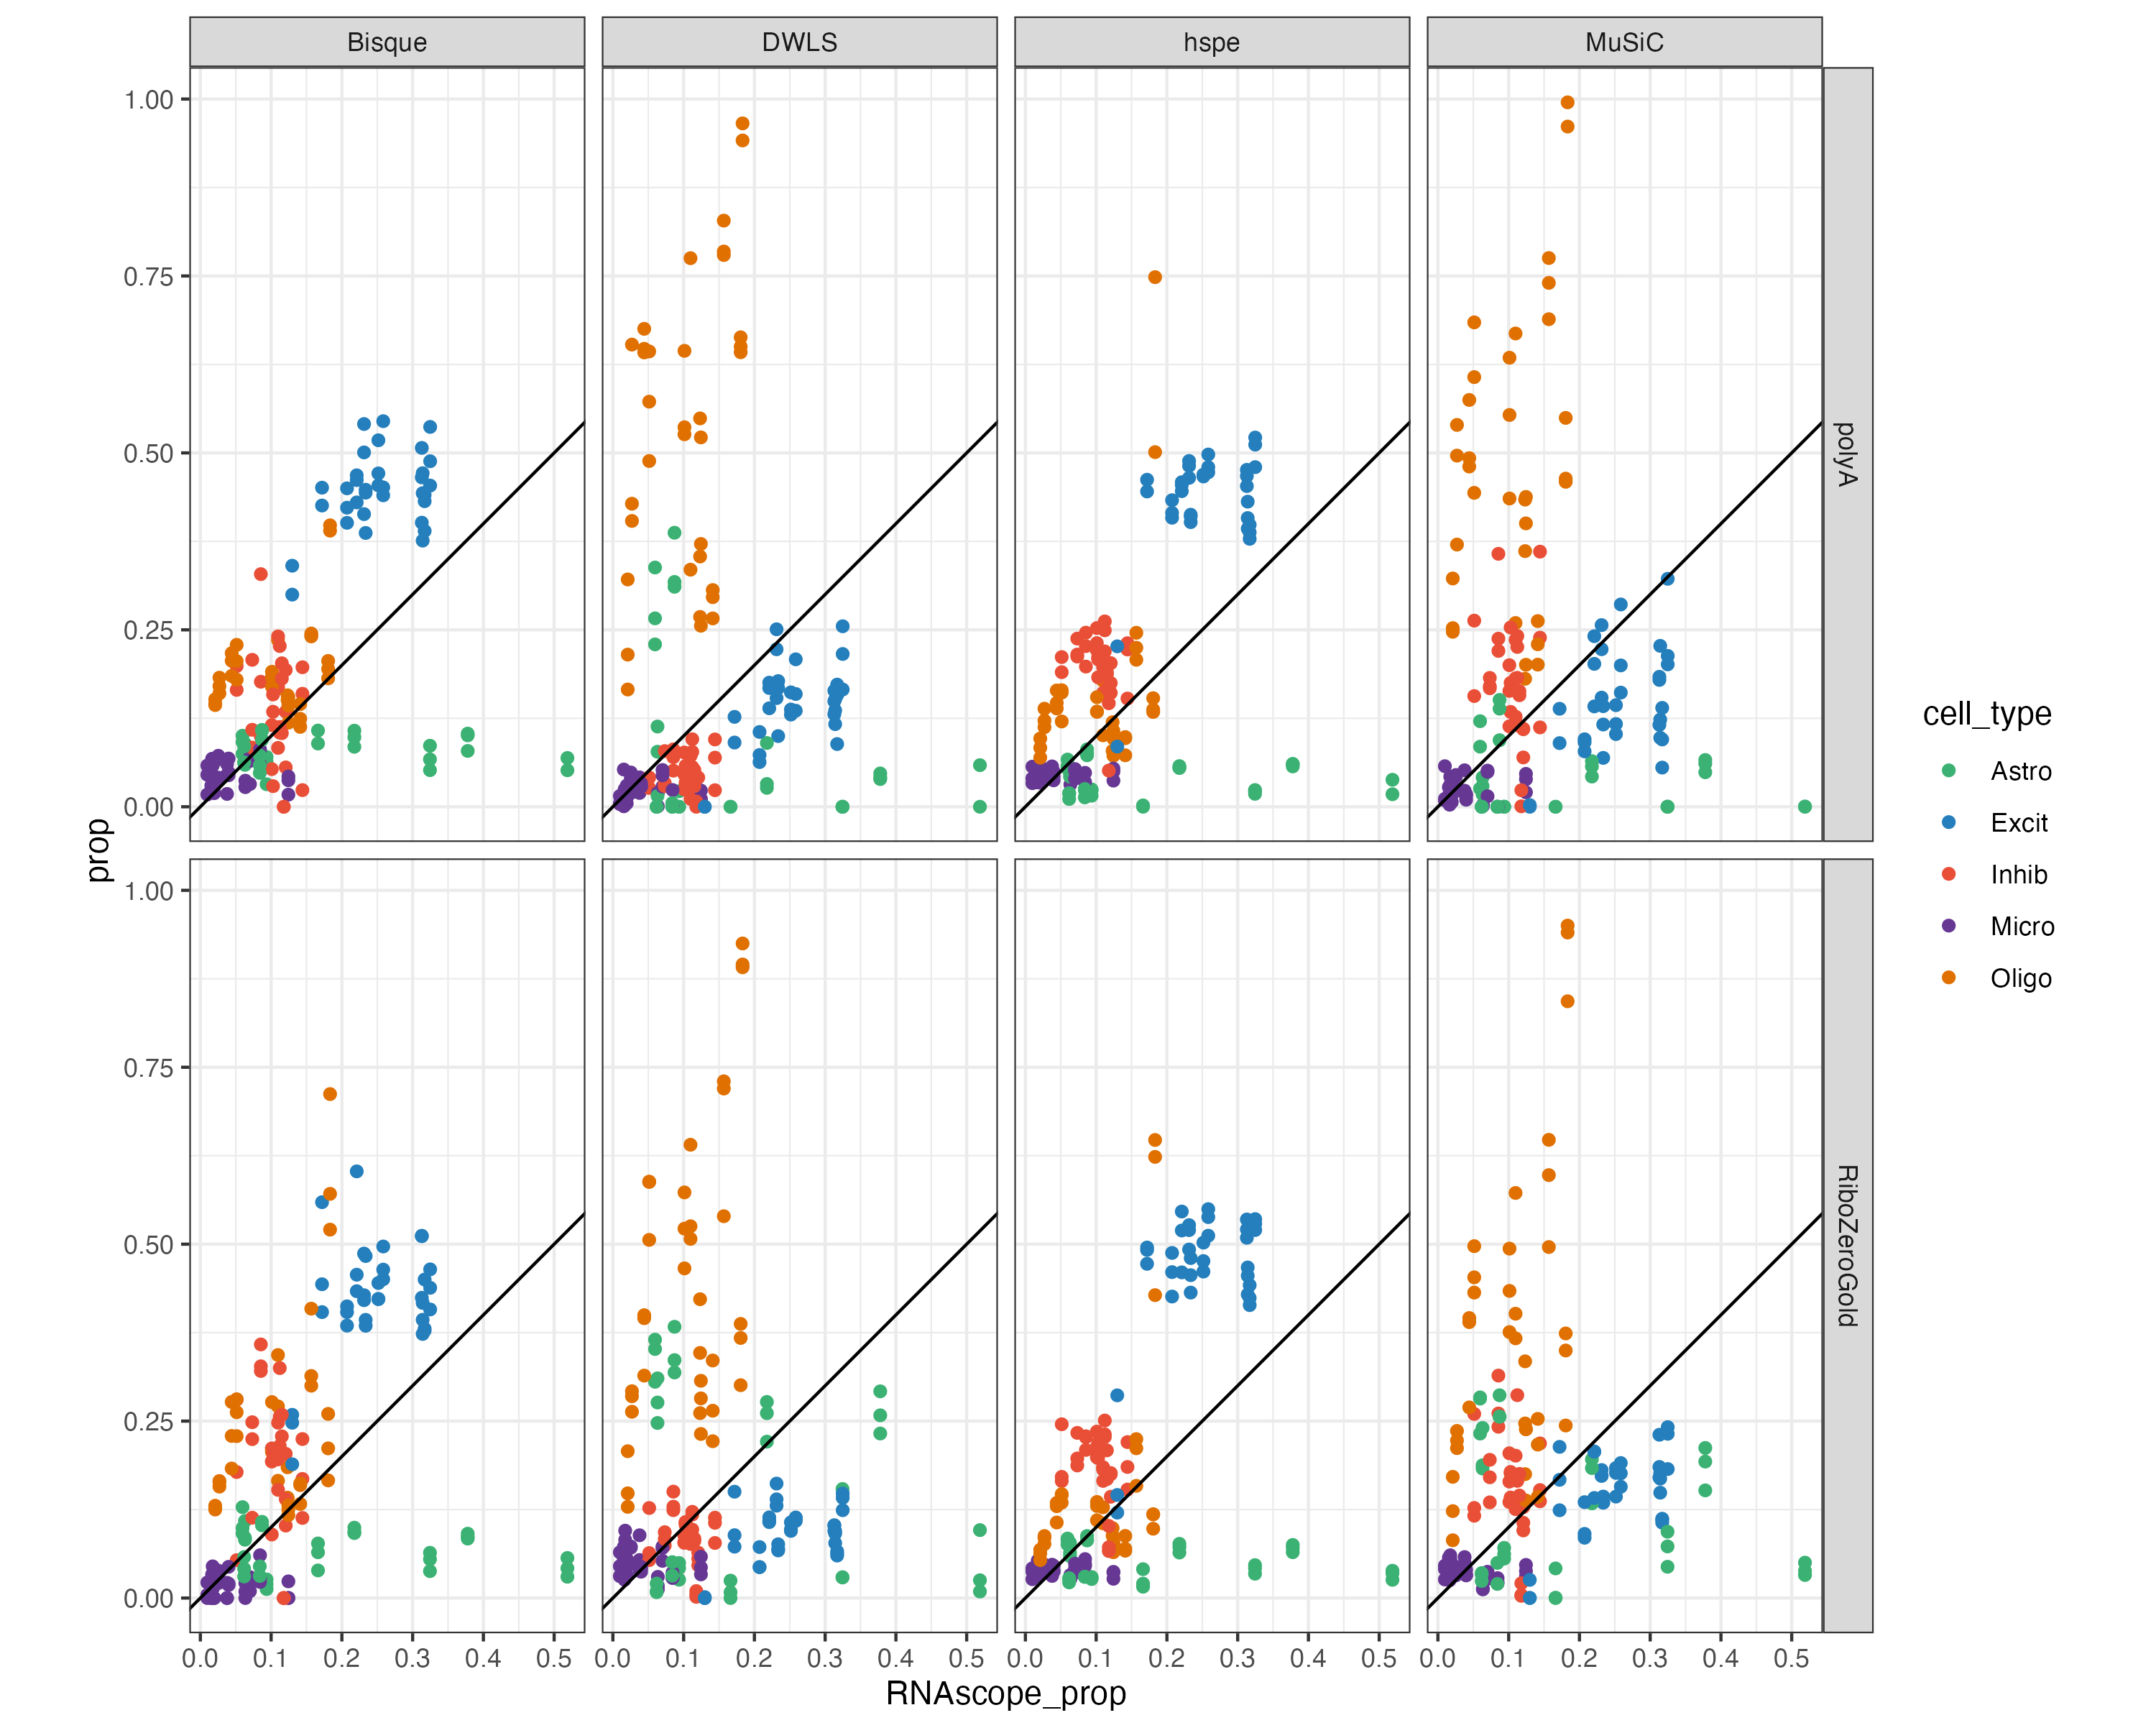 Bisque DWLS hspe MuSiC
1.00
0.75
0.50
0.25
0.00
polyA
prop
1.00
0.75
0.50
0.25
0.00
RiboZeroGold
0.0 0.1 0.2 0.3 0.4 0.5 0.0 0.1 0.2 0.3 0.4 0.5 0.0 0.1 0.2 0.3 0.4 0.5 0.0 0.1 0.2 0.3 0.4 0.5
RNAscope_prop
cell_type
Astro
Excit
Inhib
Micro
Oligo